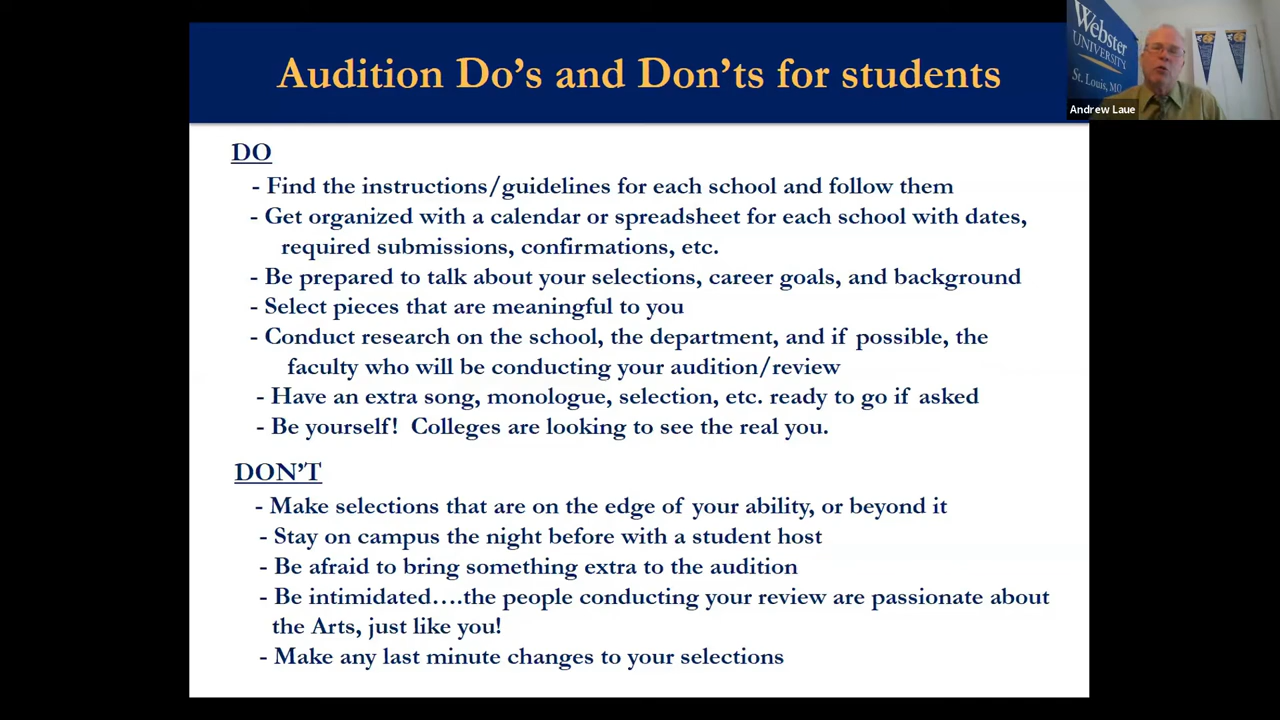 Audition Do's and Don'ts for students
Webster
UNIVERSITY
St. Louis, MO
Andrew Laue
DO
- Find the instructions/guidelines for each school and follow them
- Get organized with a calendar or spreadsheet for each school with dates,
required submissions, confirmations, etc.
- Be prepared to talk about your selections, career goals, and background
- Select pieces that are meaningful to you
- Conduct research on the school, the department, and if possible, the
faculty who will be conducting your audition/review
- Have an extra song, monologue, selection, etc. ready to go if asked
- Be yourself!  Colleges are looking to see the real you.
DON'T
- Make selections that are on the edge of your ability, or beyond it
- Stay on campus the night before with a student host
- Be afraid to bring something extra to the audition
- Be intimidated….the people conducting your review are passionate about
the Arts, just like you!
- Make any last minute changes to your selections